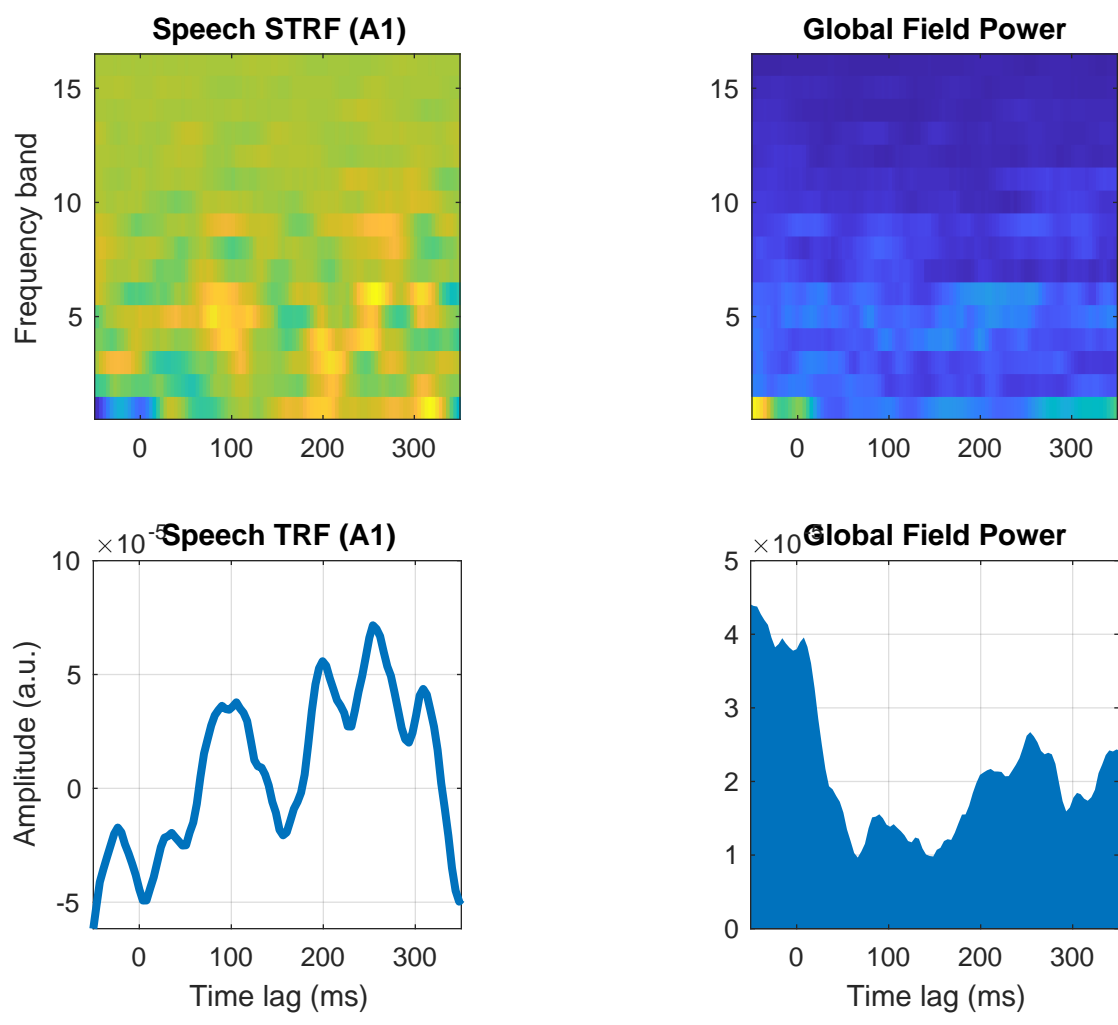 Speech STRF (A1)
Frequency band
15
10
5
0 100 200 300
Global Field Power
15
10
5
0 100 200 300
×10-5
Speech TRF (A1)
Amplitude (a.u.)
10
5
0
-5
0 100 200 300
Time lag (ms)
×10
Global Field Power
5
4
3
2
1
0
0 100 200 300
Time lag (ms)